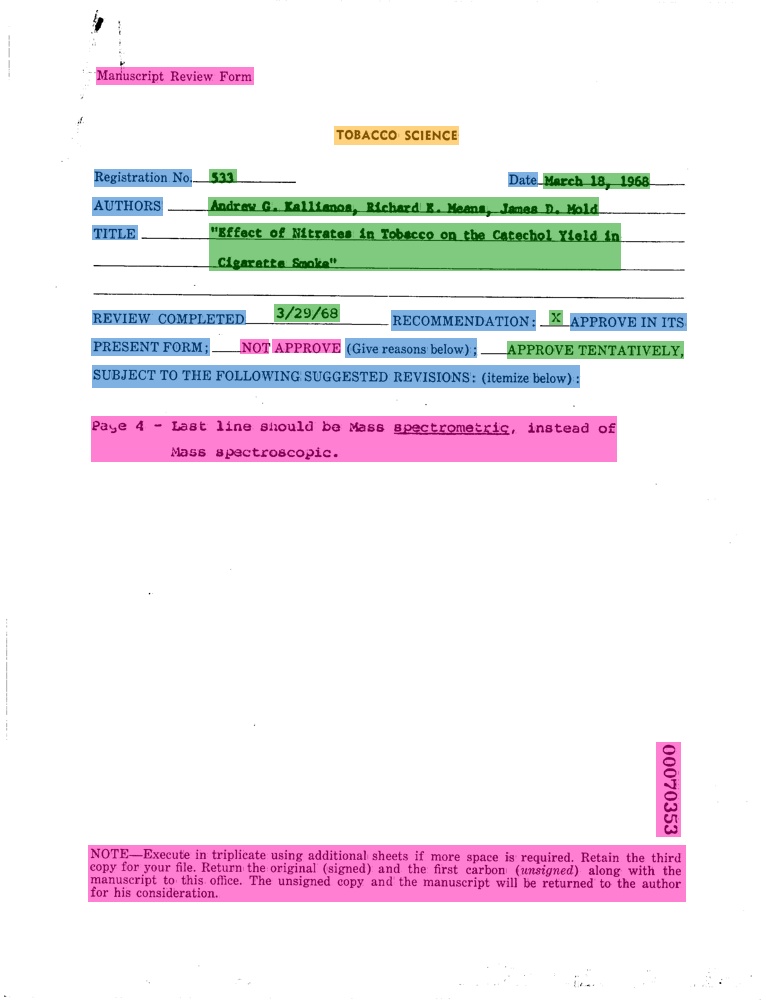 Manuscript Review Form
TOBACCO SCIENCE
Registration No. 533 Date March 18, 1968
AUTHORS Andrew G. Kallianos, Richard E. Means, James D. Mold
TITLE "Effect of Nitrates in Tobacco on the Catechol Yield in
Cigarette Smoke"
REVIEW COMPLETED 3/29/68 RECOMMENDATION: X APPROVE IN ITS
PRESENT FORM; NOT APPROVE (Give reasons below); APPROVE TENTATIVELY,
SUBJECT TO THE FOLLOWING SUGGESTED REVISIONS: (itemize below):
Page 4 - Last line should be Mass spectrometric, instead of
Mass spectroscopic.
00070353
NOTE—Execute in triplicate using additional sheets if more space is required. Retain the third
copy for your file. Return the original (signed) and the first carbon (unsigned) along with the
manuscript to this office. The unsigned copy and the manuscript will be returned to the author
for his consideration.